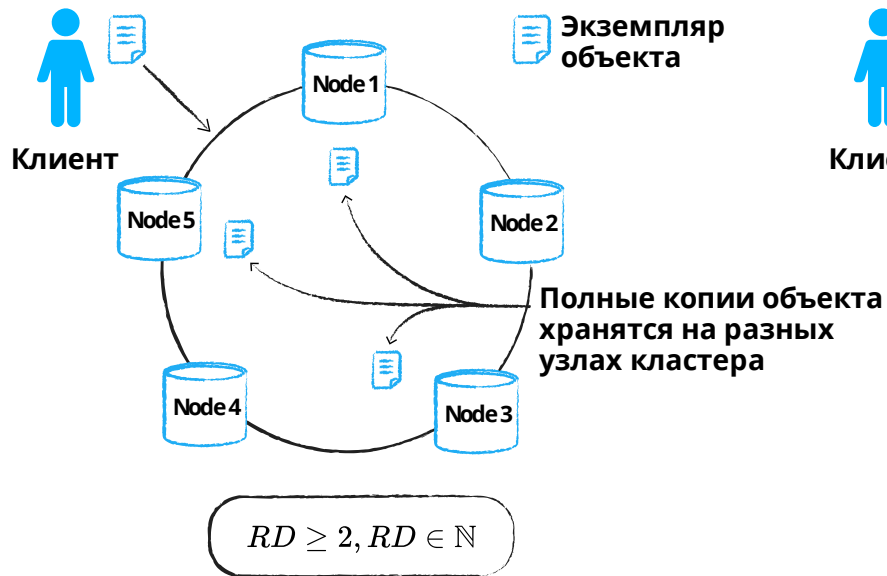 Экземпляр
объекта
Node 1
Клиент
Кли
Node 5
Node 2
Полные копии объекта
хранятся на разных
узлах кластера
Node 4
Node 3
RD ≥ 2, RD ∈ ℕ